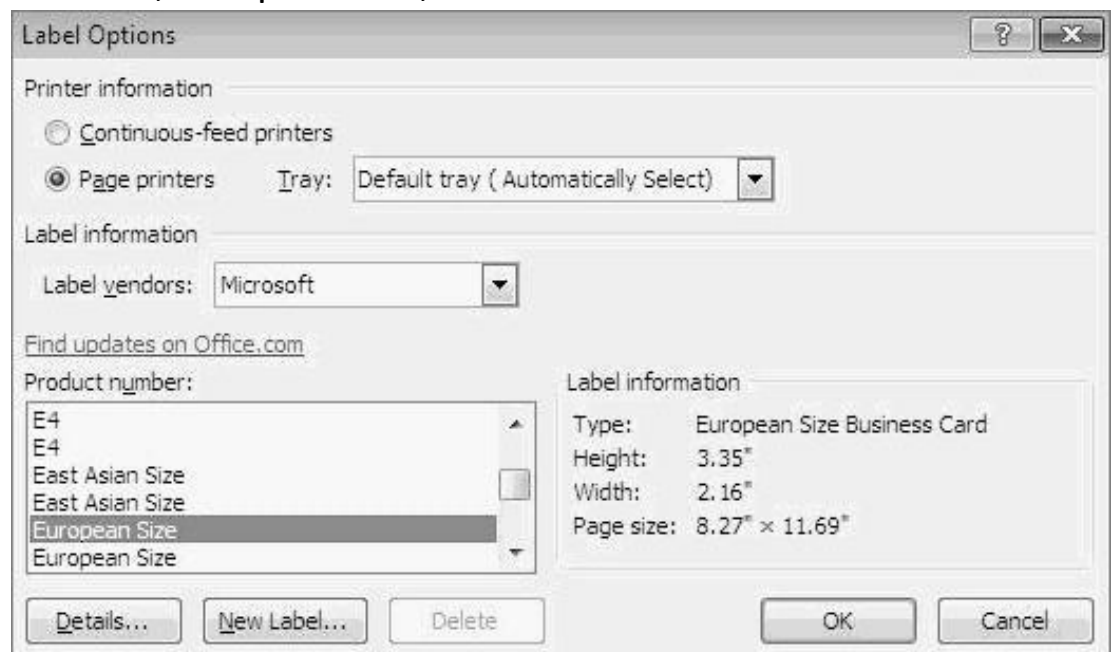 Label Options
Printer information
Continuous-feed printers
Page printers Tray: Default tray ( Automatically Select)
Label information
Label vendors: Microsoft
Find updates on Office.com
Product number:
E4
E4
East Asian Size
East Asian Size
European Size
European Size
Label information
Type: European Size Business Card
Height: 3.35"
Width: 2.16"
Page size: 8.27" × 11.69"
Details... New Label... Delete OK Cancel